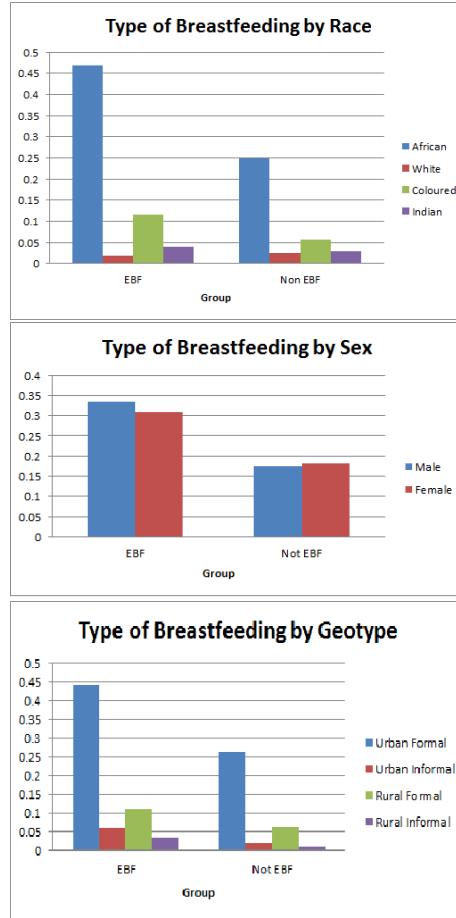 Type of Breastfeeding by Race
0.5
0.45
0.4
0.35
0.3
0.25
0.2
0.15
0.1
0.05
0
EBF
Non EBF
Group
African
White
Coloured
Indian
Type of Breastfeeding by Sex
0.4
0.35
0.3
0.25
0.2
0.15
0.1
0.05
0
EBF
Not EBF
Group
Male
Female
Type of Breastfeeding by Geotype
0.5
0.45
0.4
0.35
0.3
0.25
0.2
0.15
0.1
0.05
0
EBF
Not EBF
Group
Urban Formal
Urban Informal
Rural Formal
Rural Informal